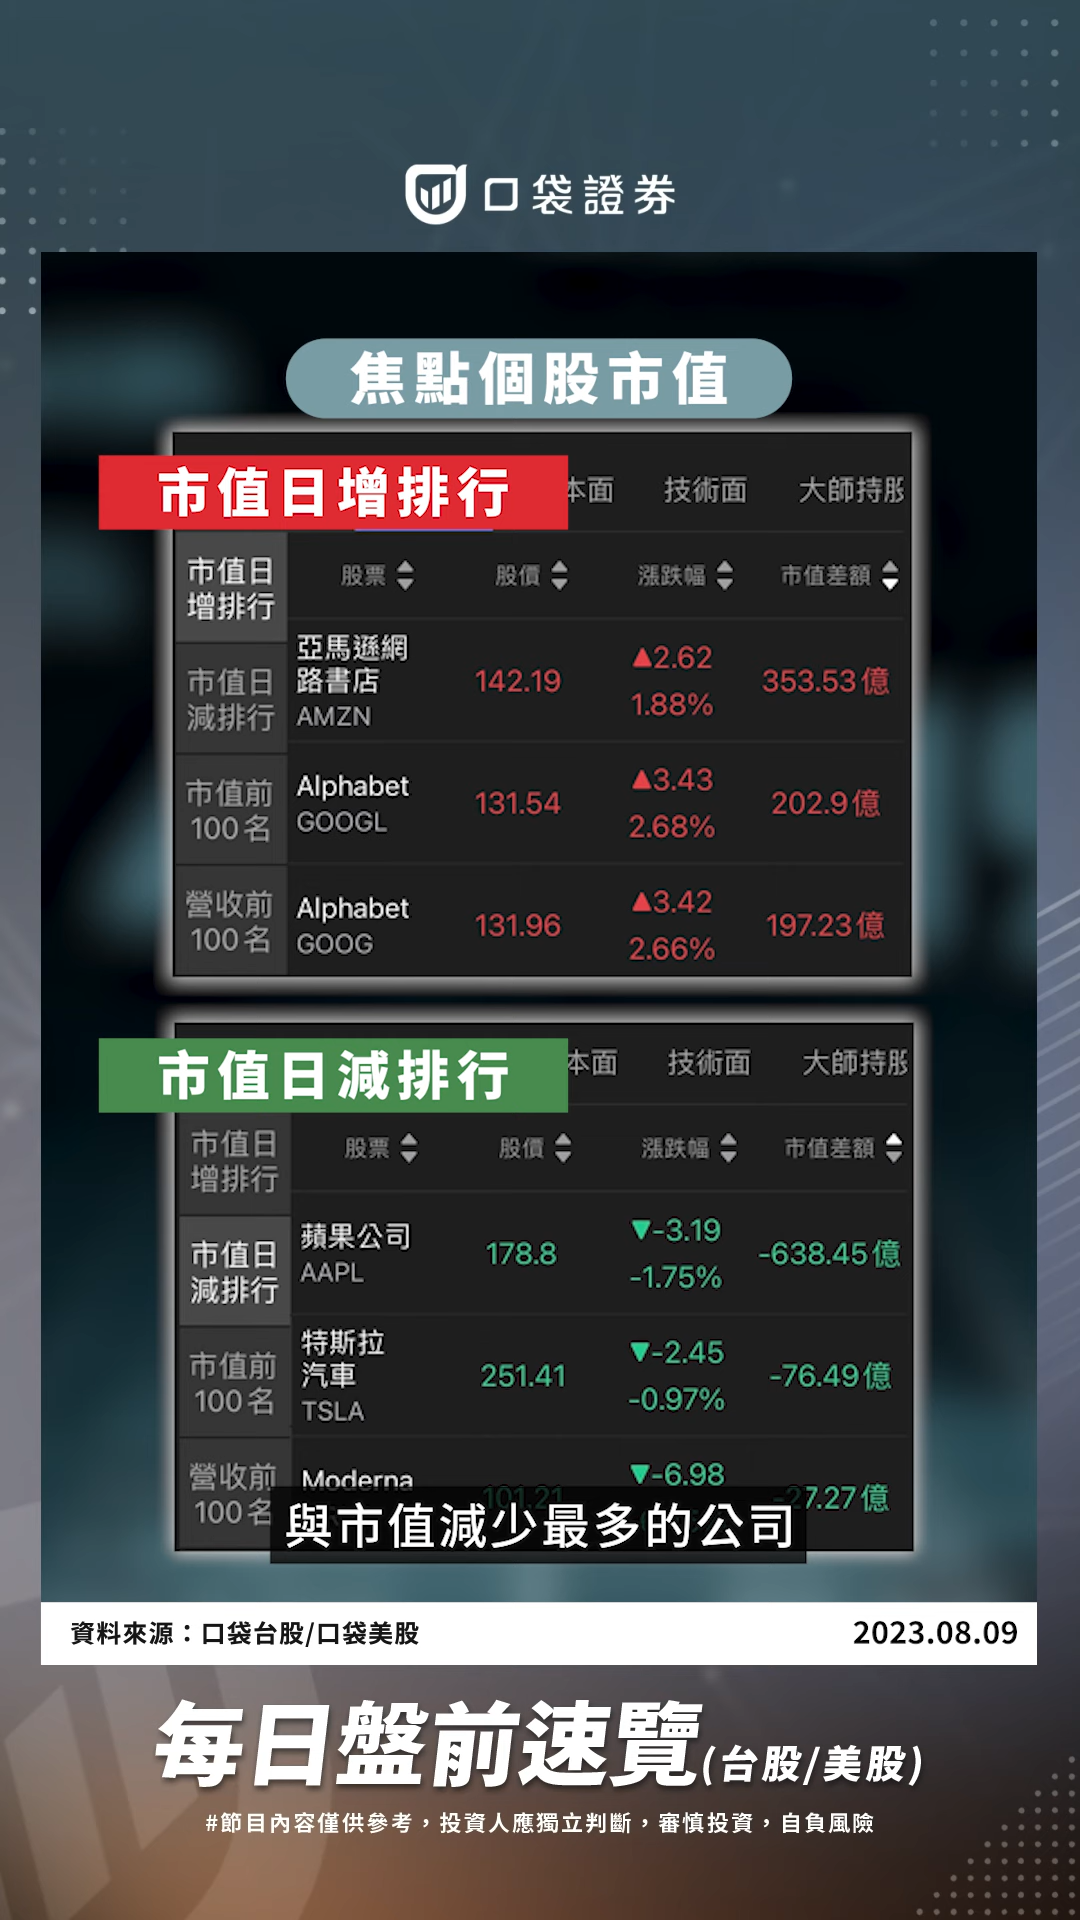 口袋證券
焦點個股市值
市值日增排行
本面 技術面 大師持股
市值日增排行
股票 股價 漲跌幅 市值差額
亞馬遜網路書店
AMZN
142.19
▲2.62
1.88%
353.53億
市值日減排行
Alphabet
GOOGL
131.54
▲3.43
2.68%
202.9億
市值前100名
Alphabet
GOOG
131.96
▲3.42
2.66%
197.23億
營收前100名
市值日減排行
本面 技術面 大師持股
市值日增排行
股票 股價 漲跌幅 市值差額
蘋果公司
AAPL
178.8
▼-3.19
-1.75%
-638.45億
市值日減排行
特斯拉汽車
TSLA
251.41
▼-2.45
-0.97%
-76.49億
市值前100名
Moderna
101.21
▼-6.98
-27.27億
營收前100名
與市值減少最多的公司
資料來源：口袋台股/口袋美股
2023.08.09
每日盤前速覽(台股/美股)
#節目內容僅供參考，投資人應獨立判斷，審慎投資，自負風險